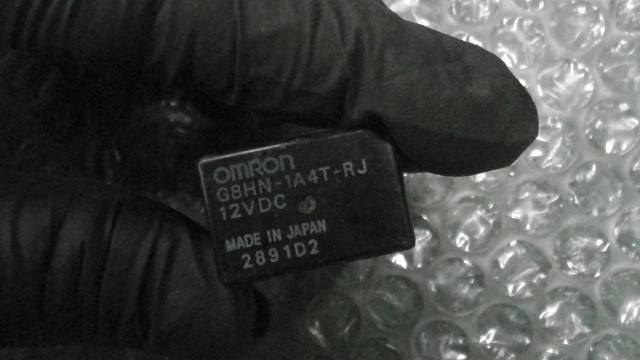 OMRON
G8HN-1A4T-RJ
12VDC
MADE IN JAPAN
2891D2